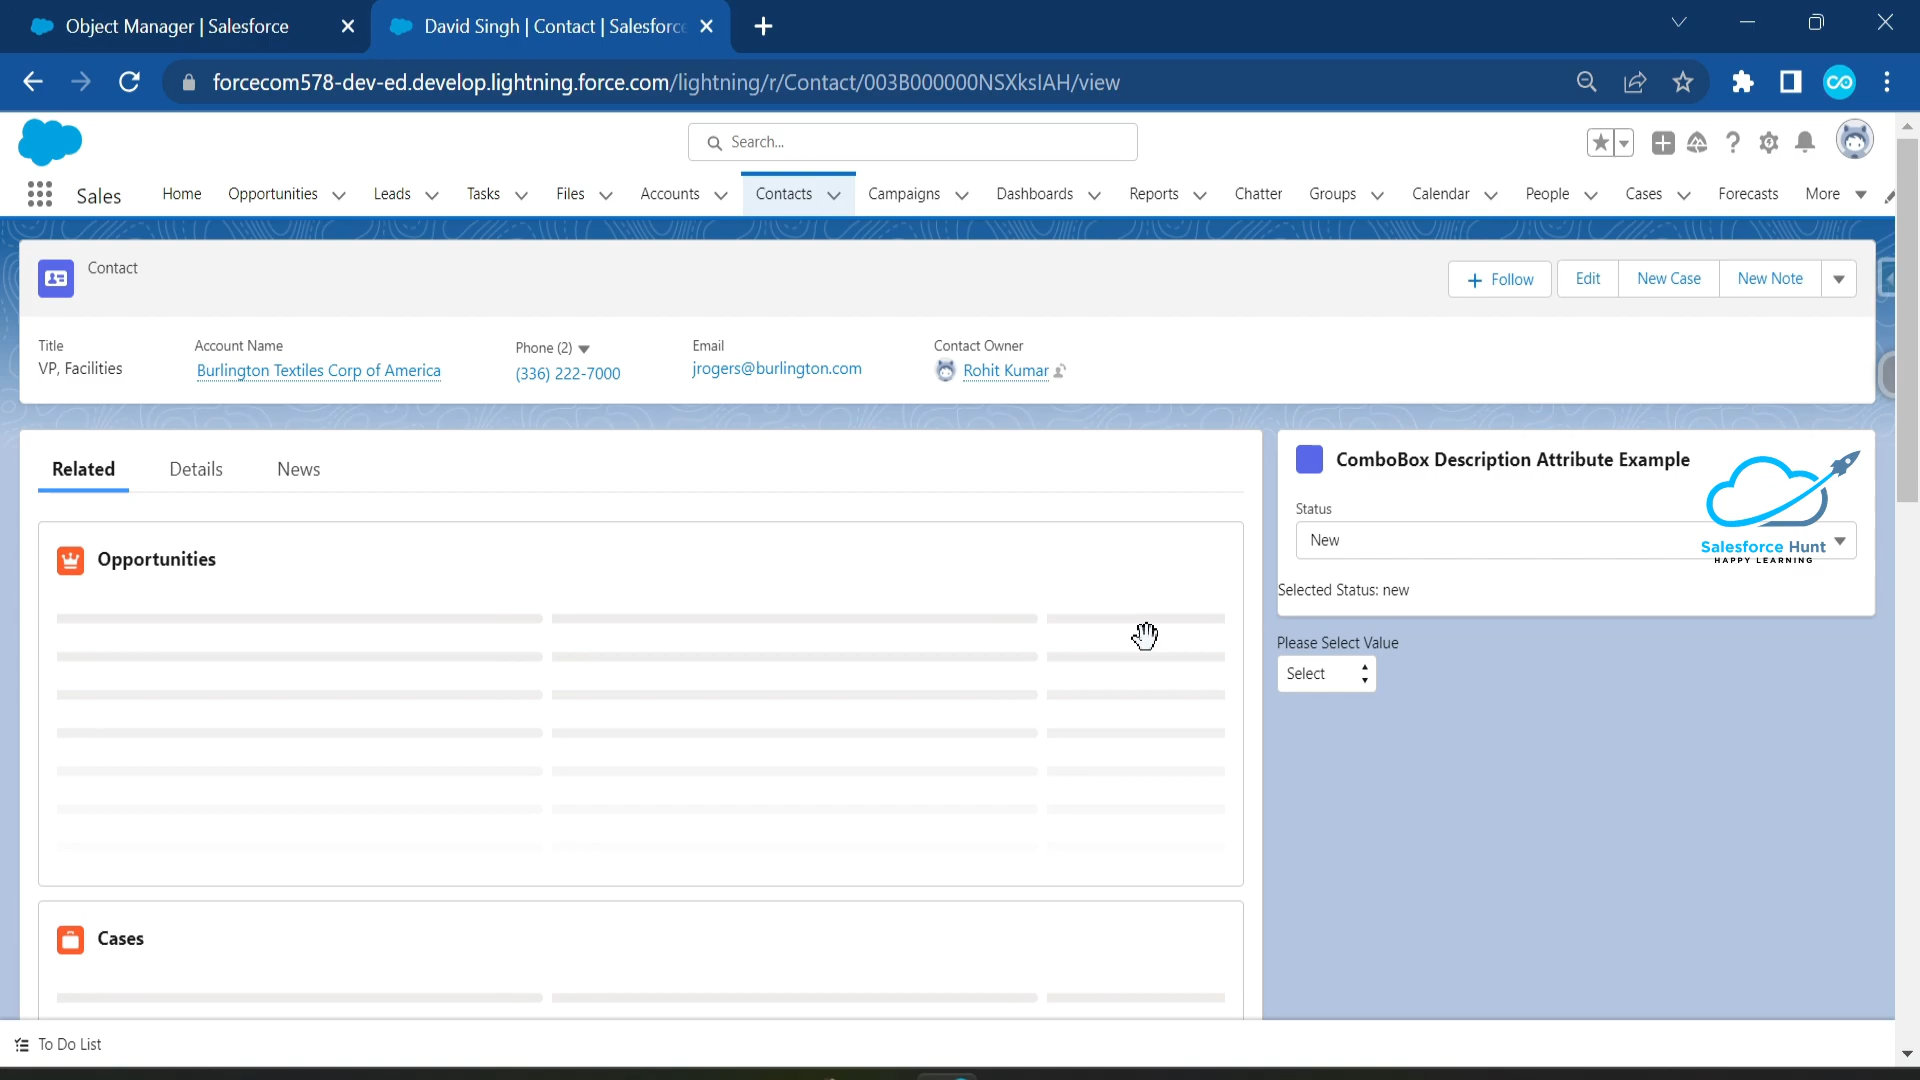 Object Manager | Salesforce
David Singh | Contact | Salesforce
forcecom578-dev-ed.develop.lightning.force.com/lightning/r/Contact/003B000000NSXksIAH/view
Search...
Sales
Home
Opportunities
Leads
Tasks
Files
Accounts
Contacts
Campaigns
Dashboards
Reports
Chatter
Groups
Calendar
People
Cases
Forecasts
More
Contact
Follow
Edit
New Case
New Note
Title
VP, Facilities
Account Name
Burlington Textiles Corp of America
Phone (2)
(336) 222-7000
Email
jrogers@burlington.com
Contact Owner
Rohit Kumar
Related
Details
News
Opportunities
Cases
ComboBox Description Attribute Example
Status
New
Salesforce Hunt
HAPPY LEARNING
Selected Status: new
Please Select Value
Select
To Do List